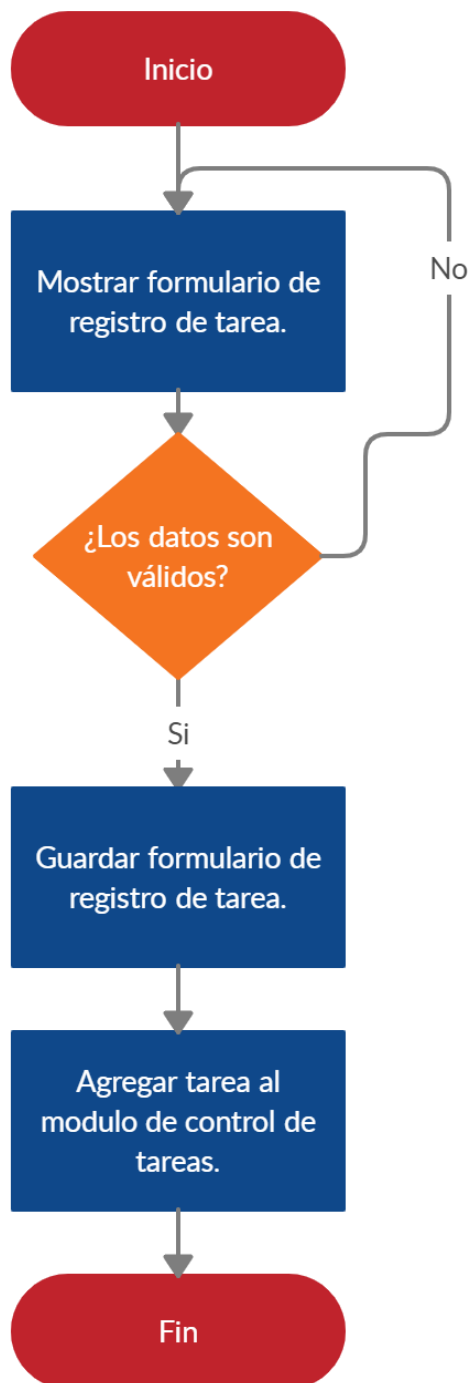 Inicio
No
Mostrar formulario de
registro de tarea.
¿Los datos son
válidos?
Si
Guardar formulario de
registro de tarea.
Agregar tarea al
modulo de control de
tareas.
Fin